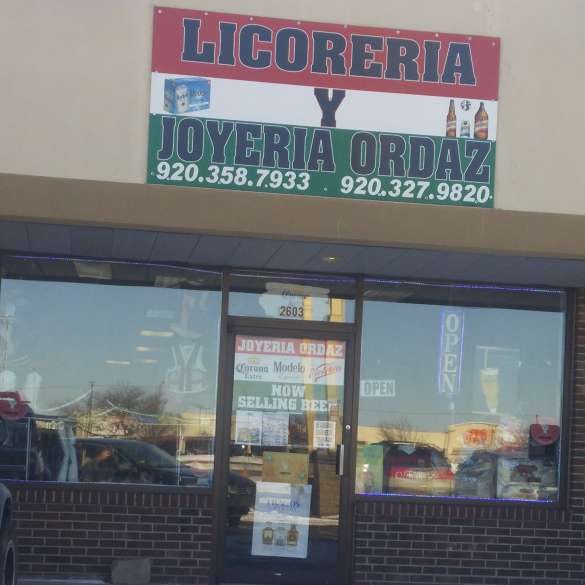 LICORERIA
Y
JOYERIA ORDAZ
920.358.7933 920.327.9820
2603
JOYERIA ORDAZ
Corona Extra Modelo
NOW
SELLING BEER
OPEN
OPEN